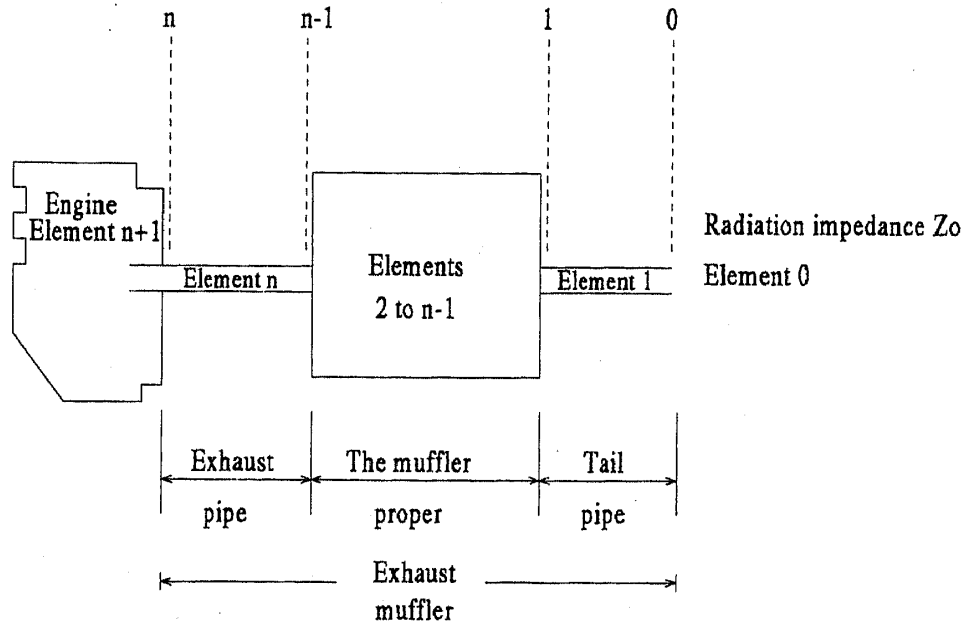 n n-1 1 0
Engine
Element n+1
Radiation impedance Zo
Element n
Elements
Element 1
Element 0
2 to n-1
Exhaust The muffler Tail
pipe proper pipe
Exhaust
muffler